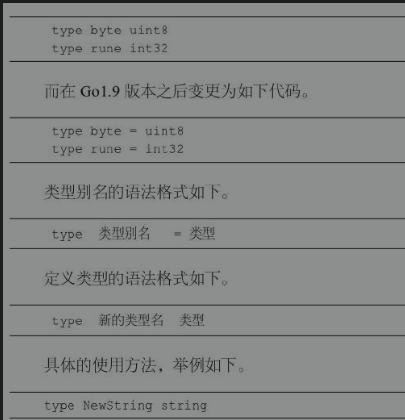 type byte uint8
type rune int32
而在 Go1.9 版本之后变更为如下代码。
type byte = uint8
type rune = int32
类型别名的语法格式如下。
type 类型别名 = 类型
定义类型的语法格式如下。
type 新的类型名 类型
具体的使用方法，举例如下。
type NewString string